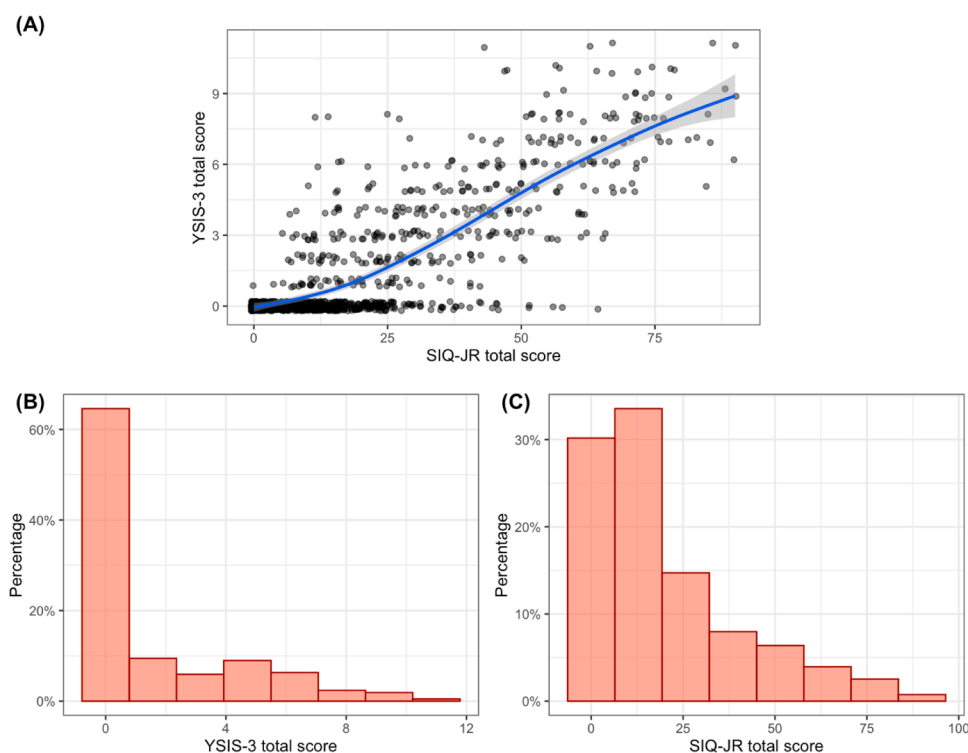 (A)
YSIS-3 total score
9
6
3
0
0 25 50 75
SIQ-JR total score
(B)
Percentage
60%
40%
20%
0%
0 4 8 12
YSIS-3 total score
(C)
Percentage
30%
20%
10%
0%
0 25 50 75 100
SIQ-JR total score